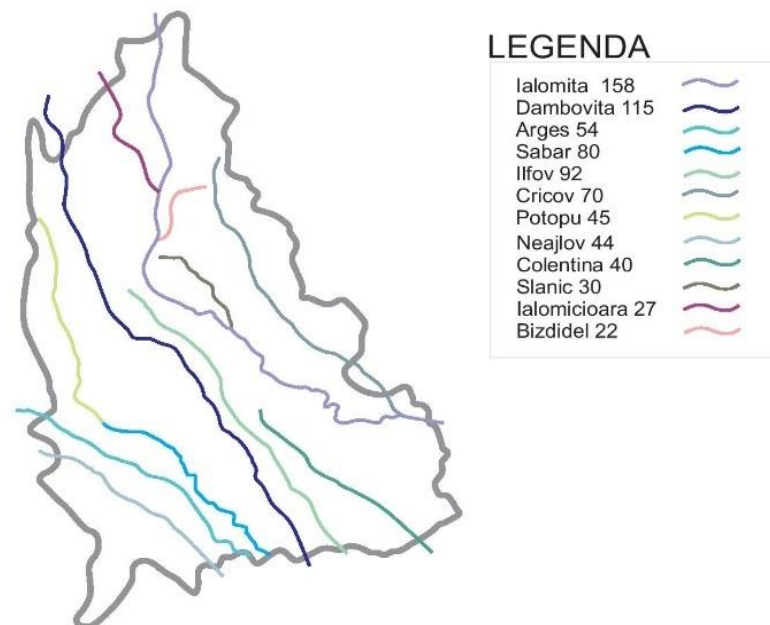 LEGENDA
Ialomita 158
Dambovita 115
Arges 54
Sabar 80
Ilfov 92
Cricov 70
Potopu 45
Neajlov 44
Colentina 40
Slanic 30
Ialomicioara 27
Bizdidel 22